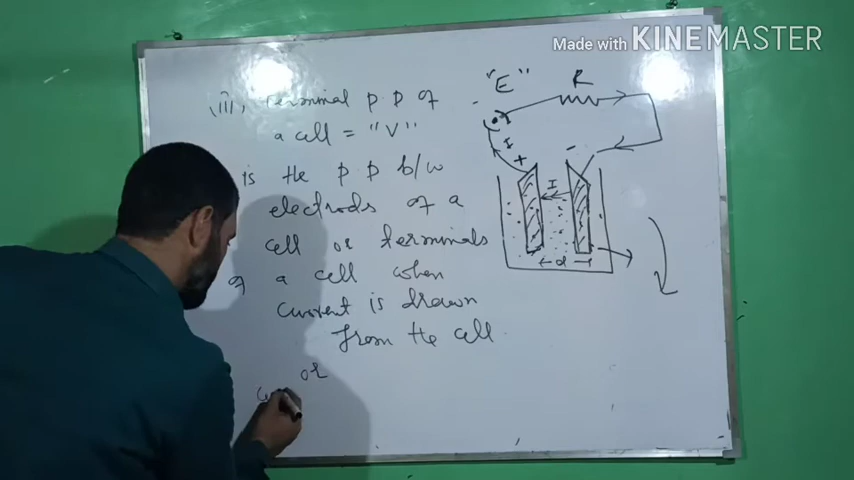 Made with KINEMASTER
(iii) Terminal p.p of
a cell = "V"
is the p.p b/w
electrods of a
cell or terminals
of a cell when
current is drawn
from the cell
or
"E"
R
I
+
-
I
d